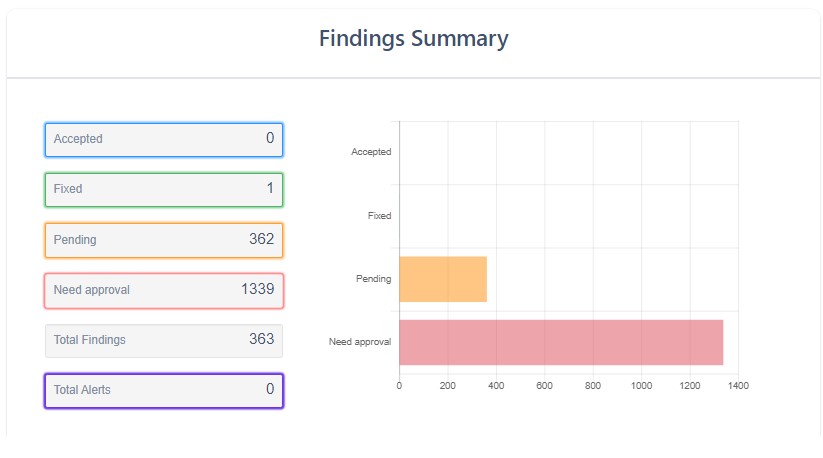 Findings Summary
Accepted 0
Fixed 1
Pending 362
Need approval 1339
Total Findings 363
Total Alerts 0
Accepted
Fixed
Pending
Need approval
0 200 400 600 800 1000 1200 1400